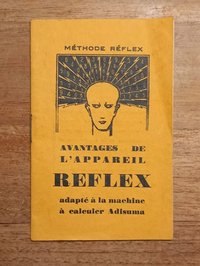 MÉTHODE RÉFLEX
AVANTAGES DE
L'APPAREIL
REFLEX
adapté à la machine
à calculer Adisuma